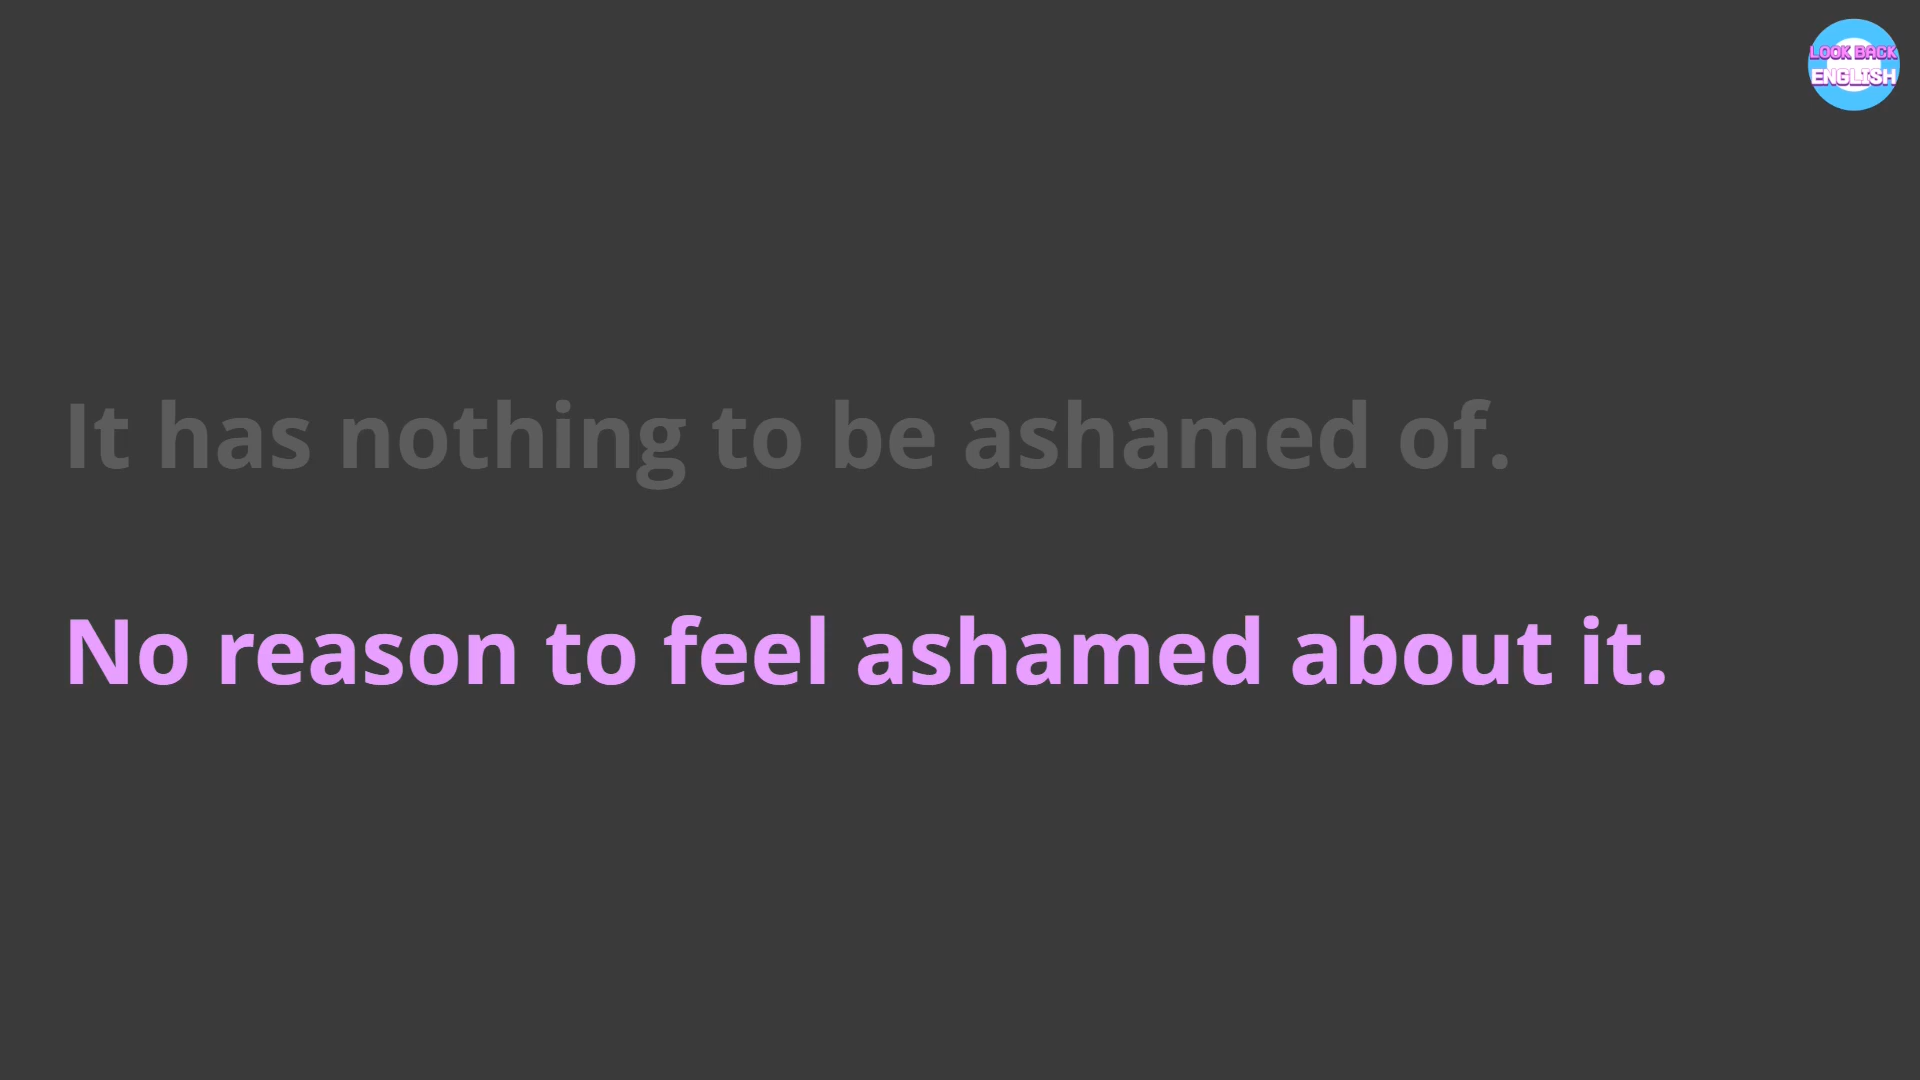 LOOK BACK
ENGLISH
It has nothing to be ashamed of.
No reason to feel ashamed about it.